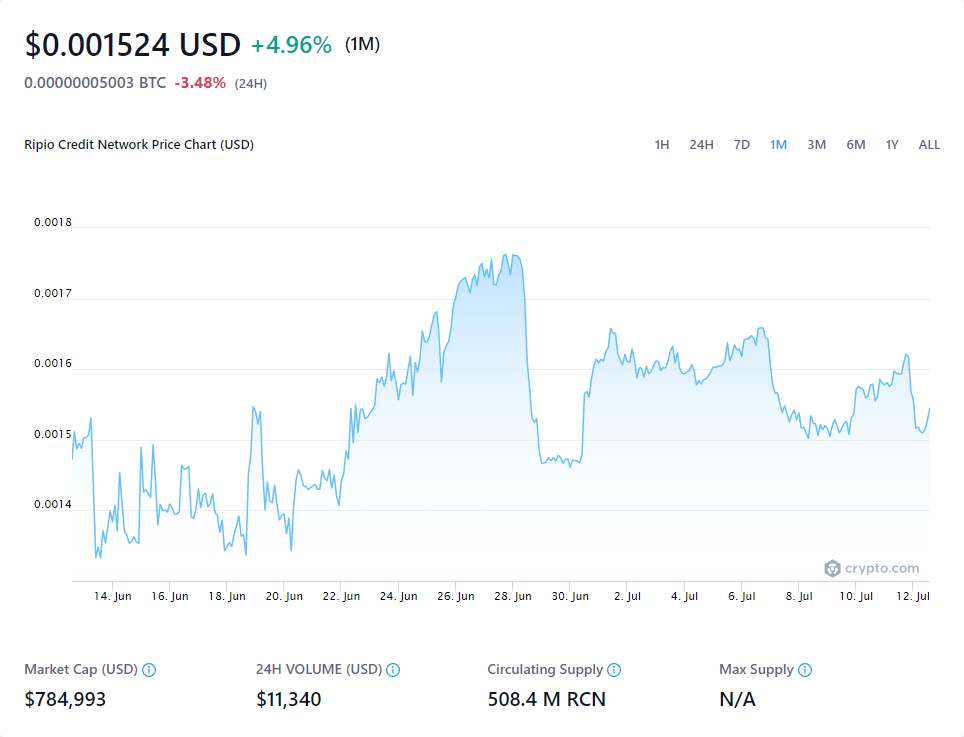 $0.001524 USD +4.96% (1M)
0.00000005003 BTC -3.48% (24H)
Ripio Credit Network Price Chart (USD) 1H 24H 7D 1M 3M 6M 1Y ALL
0.0018
0.0017
0.0016
0.0015
0.0014
crypto.com
14. Jun 16. Jun 18. Jun 20. Jun 22. Jun 24. Jun 26. Jun 28. Jun 30. Jun 2. Jul 4. Jul 6. Jul 8. Jul 10. Jul 12. Jul
Market Cap (USD) 24H VOLUME (USD) Circulating Supply Max Supply
$784,993 $11,340 508.4 M RCN N/A